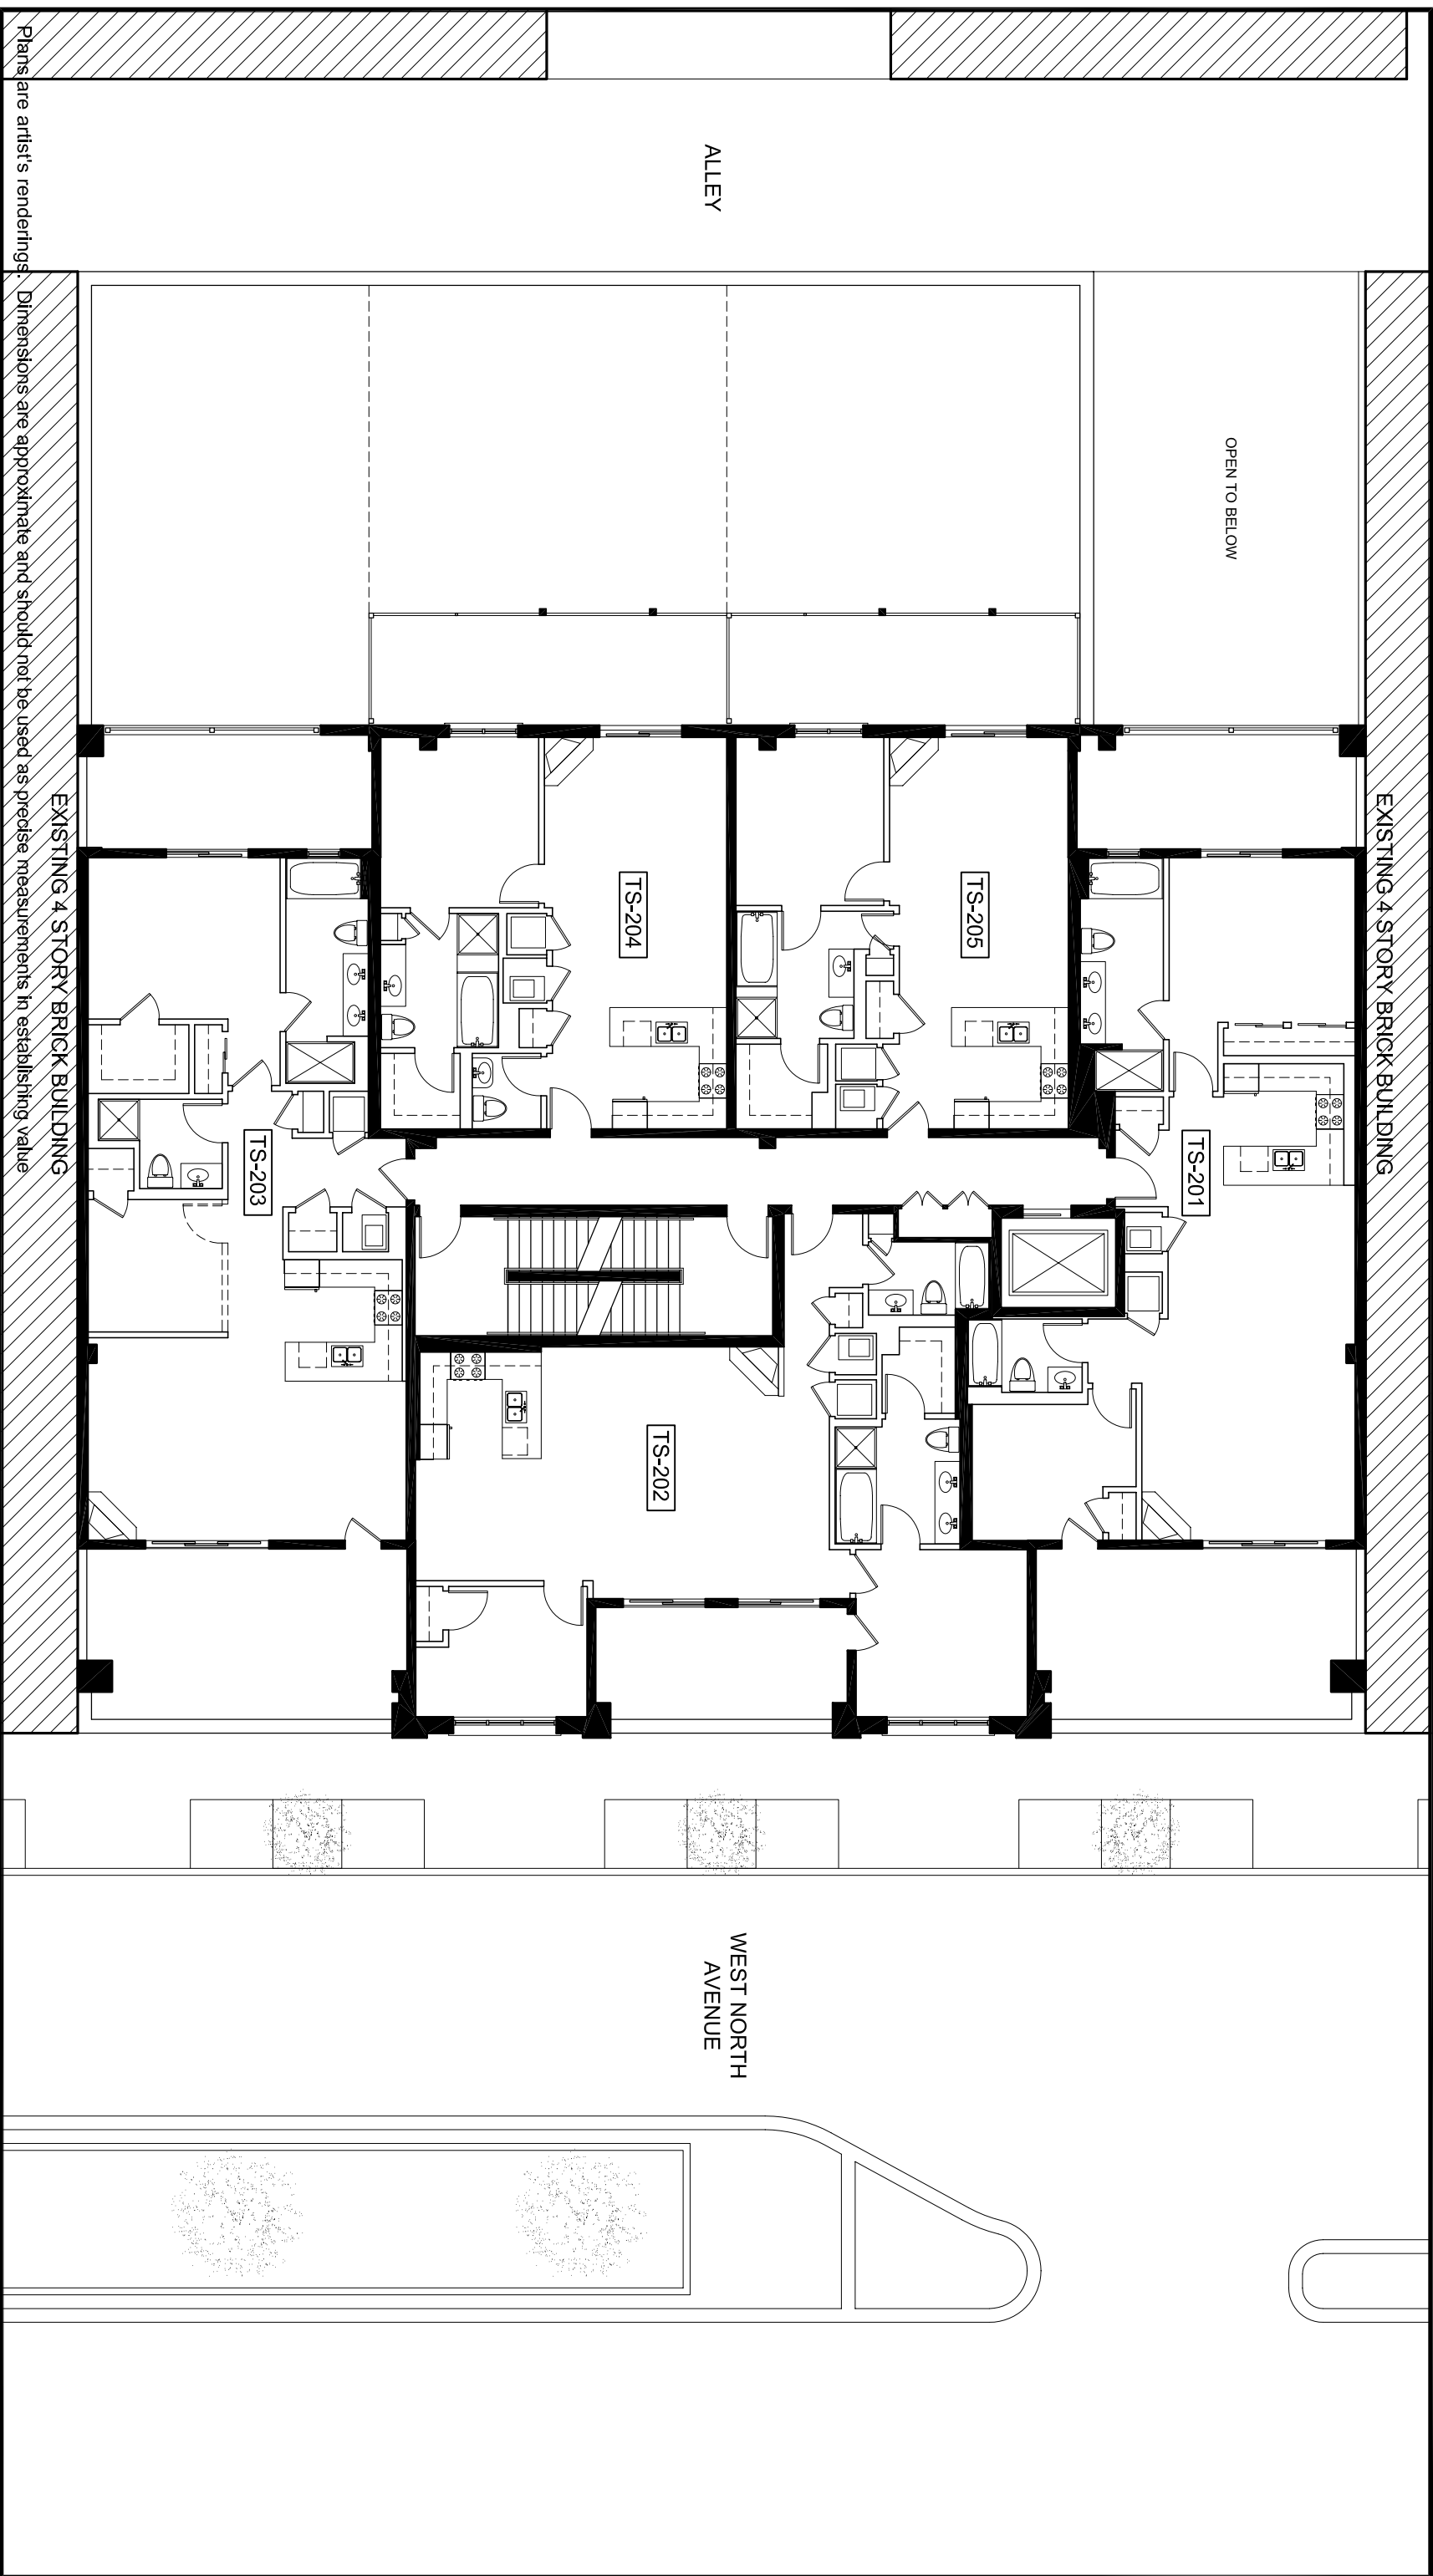 EXISTING 4 STORY BRICK BUILDING
OPEN TO BELOW
TS-201
TS-205
ALLEY
WEST NORTH
AVENUE
TS-202
TS-204
TS-203
EXISTING 4 STORY BRICK BUILDING
Plans are artist's renderings. Dimensions are approximate and should not be used as precise measurements in establishing value